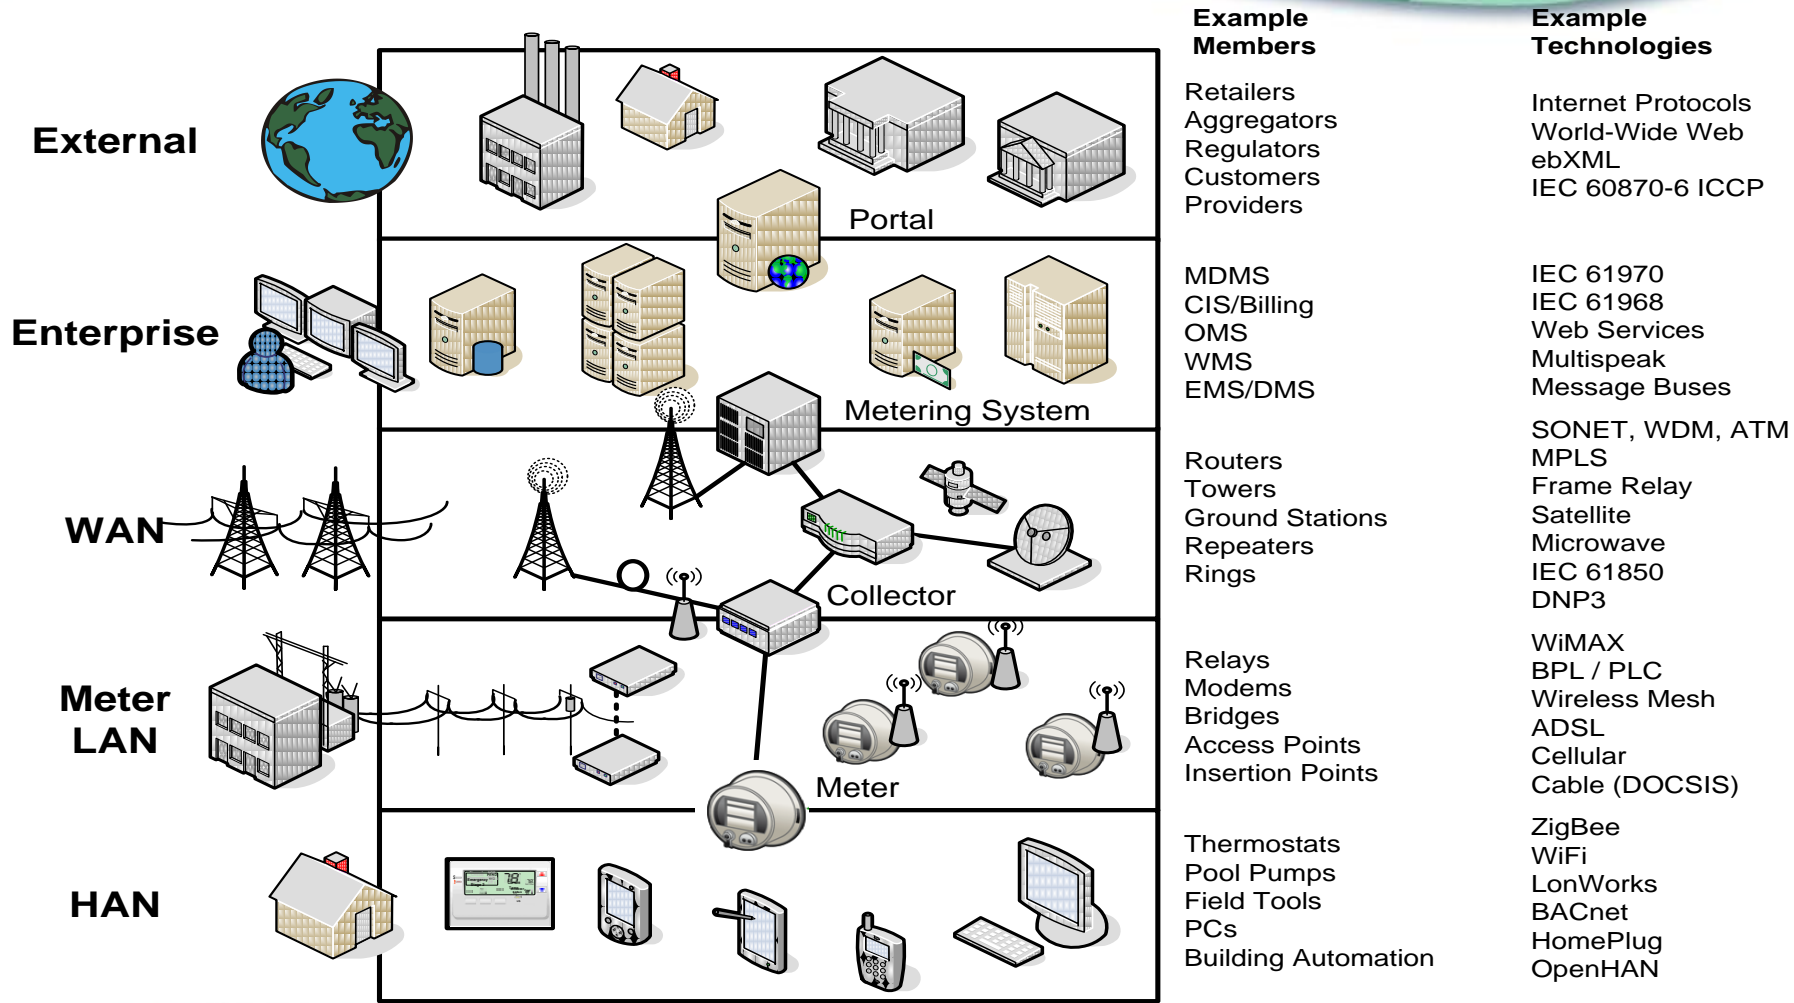 Example
Members
Example
Technologies
External
Portal
Retailers
Aggregators
Regulators
Customers
Providers
Internet Protocols
World-Wide Web
ebXML
IEC 60870-6 ICCP
Enterprise
Metering System
MDMS
CIS/Billing
OMS
WMS
EMS/DMS
IEC 61970
IEC 61968
Web Services
Multispeak
Message Buses
WAN
Collector
Routers
Towers
Ground Stations
Repeaters
Rings
SONET, WDM, ATM
MPLS
Frame Relay
Satellite
Microwave
IEC 61850
DNP3
Meter
LAN
Meter
Relays
Modems
Bridges
Access Points
Insertion Points
WiMAX
BPL / PLC
Wireless Mesh
ADSL
Cellular
Cable (DOCSIS)
HAN
Emergency
78
Thermostats
Pool Pumps
Field Tools
PCs
Building Automation
ZigBee
WiFi
LonWorks
BACnet
HomePlug
OpenHAN